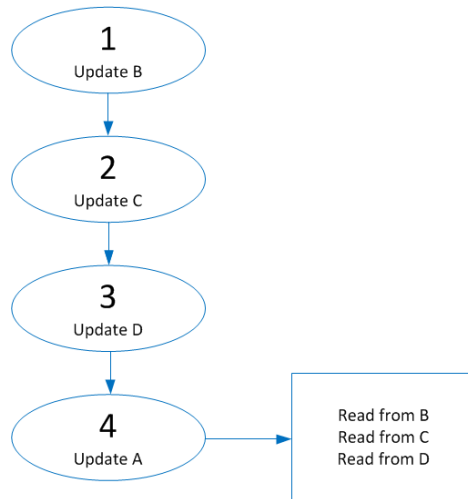 1
Update B
2
Update C
3
Update D
4
Update A
Read from B
Read from C
Read from D